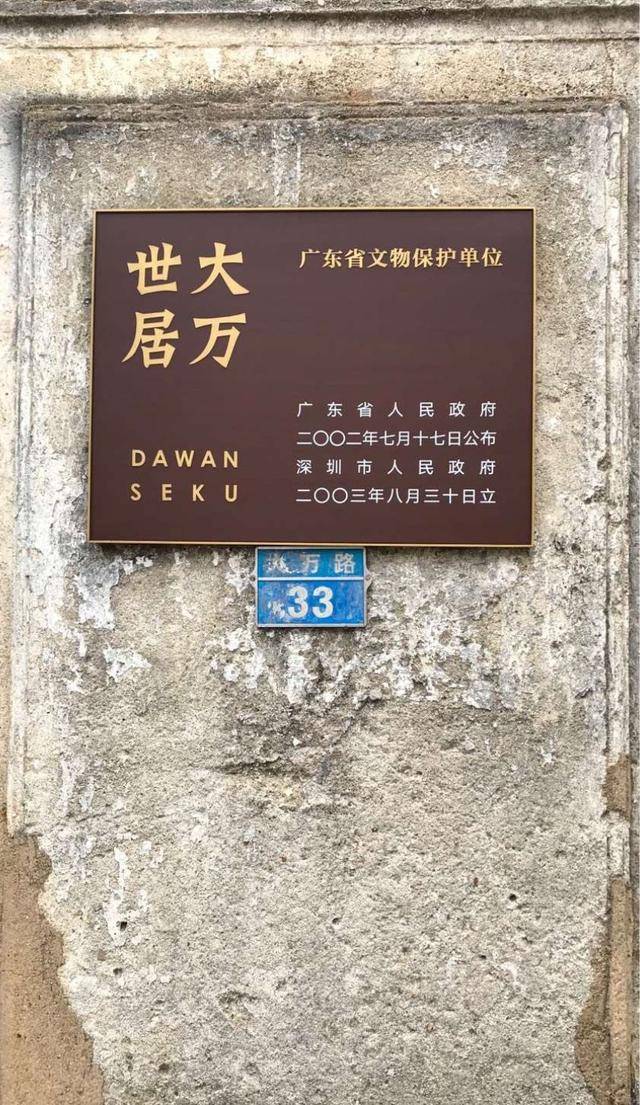 大万
世居
DAWAN
SEKU
广东省文物保护单位
广东省人民政府
二〇〇二年七月十七日公布
深圳市人民政府
二〇〇三年八月三十日立
万路
33